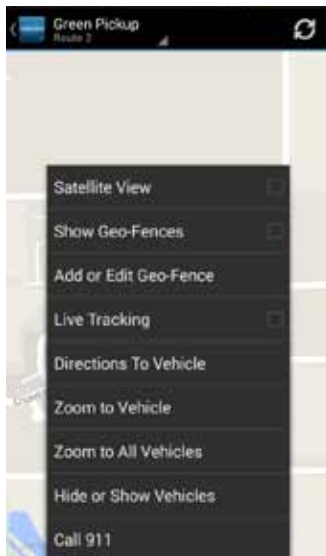 Green Pickup
Route 2
Satellite View
Show Geo-Fences
Add or Edit Geo-Fence
Live Tracking
Directions To Vehicle
Zoom to Vehicle
Zoom to All Vehicles
Hide or Show Vehicles
Call 911